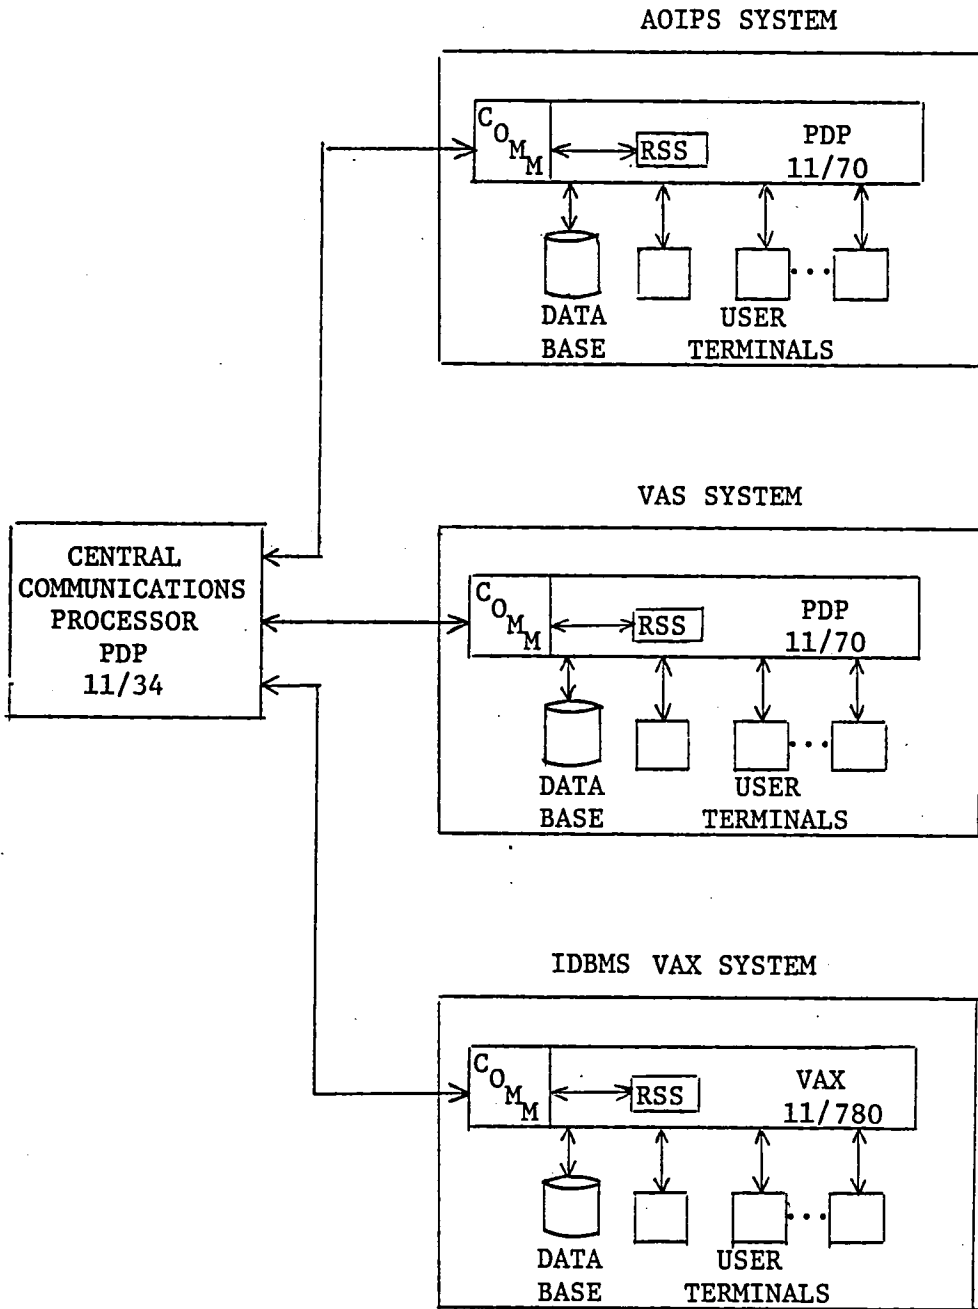 AOIPS SYSTEM
COMM
RSS
PDP
11/70
DATA
BASE
USER
TERMINALS
VAS SYSTEM
CENTRAL
COMMUNICATIONS
PROCESSOR
PDP
11/34
COMM
RSS
PDP
11/70
DATA
BASE
USER
TERMINALS
IDBMS VAX SYSTEM
COMM
RSS
VAX
11/780
DATA
BASE
USER
TERMINALS